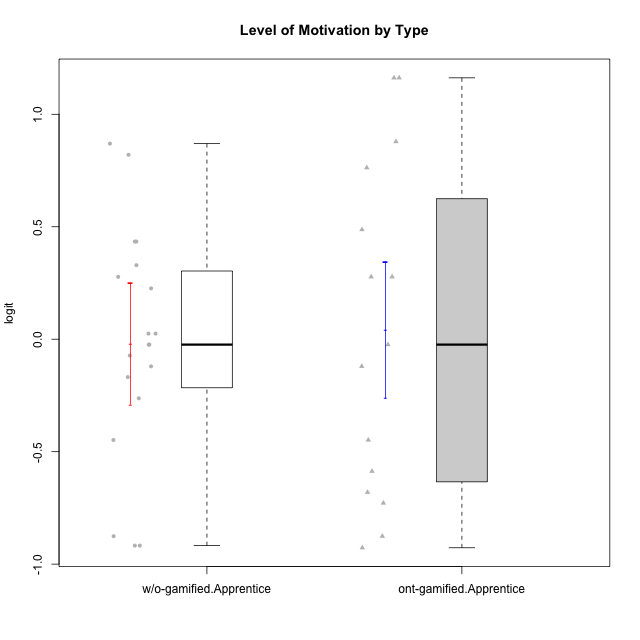 Level of Motivation by Type
logit
1.0
0.5
0.0
-0.5
-1.0
w/o-gamified.Apprentice
ont-gamified.Apprentice